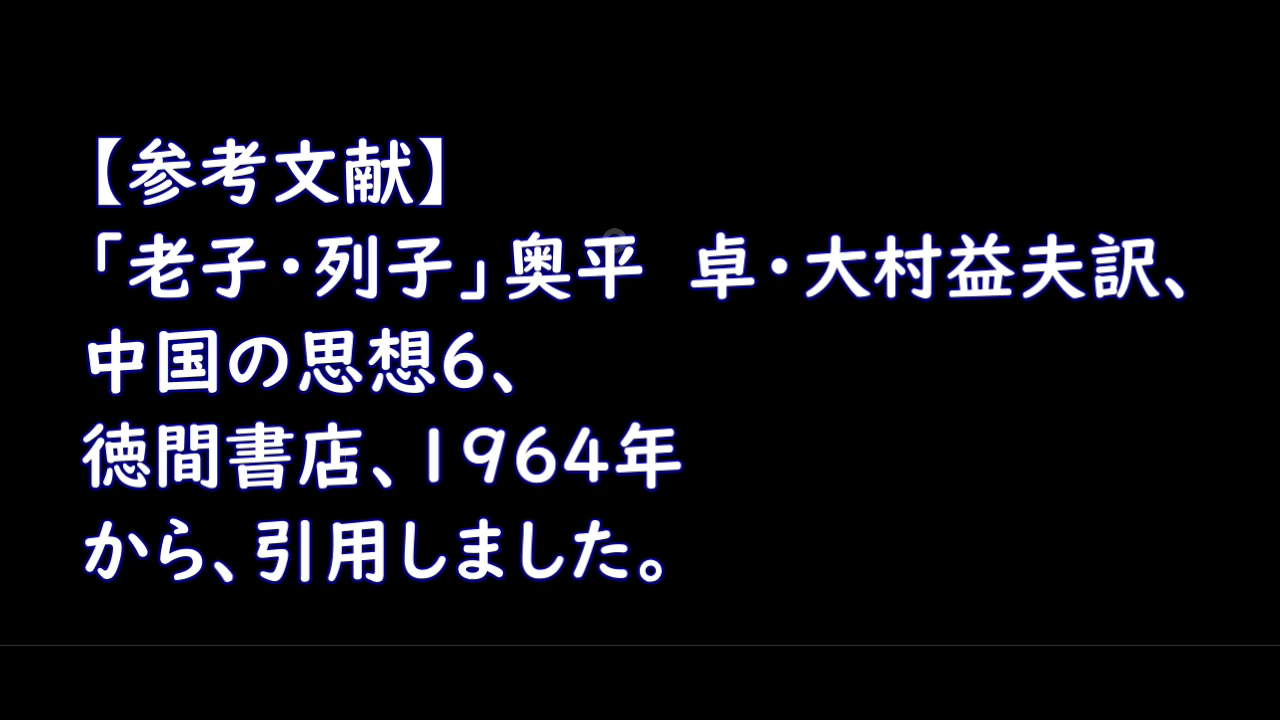 【参考文献】
「老子・列子」奥平　卓・大村益夫訳、
中国の思想6、
徳間書店、1964年
から、引用しました。